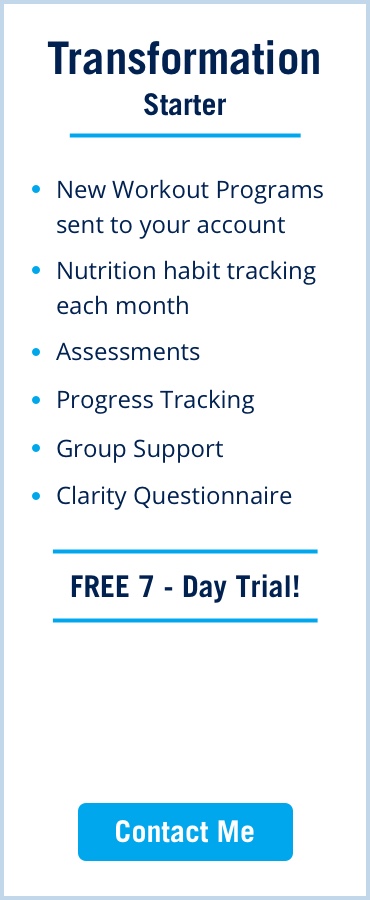 Transformation
Starter
New Workout Programs
sent to your account
Nutrition habit tracking
each month
Assessments
Progress Tracking
Group Support
Clarity Questionnaire
FREE 7 - Day Trial!
Contact Me